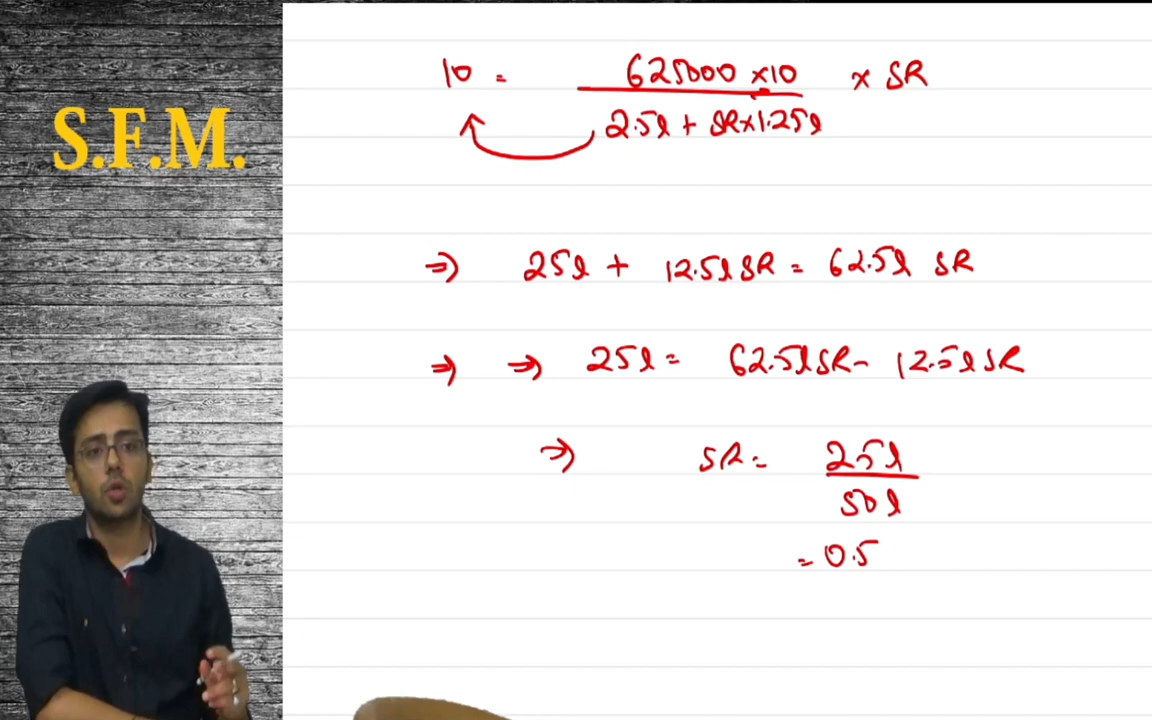 S.F.M.
10 = 625000 ×10 × SR
2.5l + SR×1.25l
⇒ 25l + 12.5l SR = 62.5l SR
⇒ ⇒ 25l = 62.5l SR - 12.5l SR
⇒ SR = 25l
50l
= 0.5